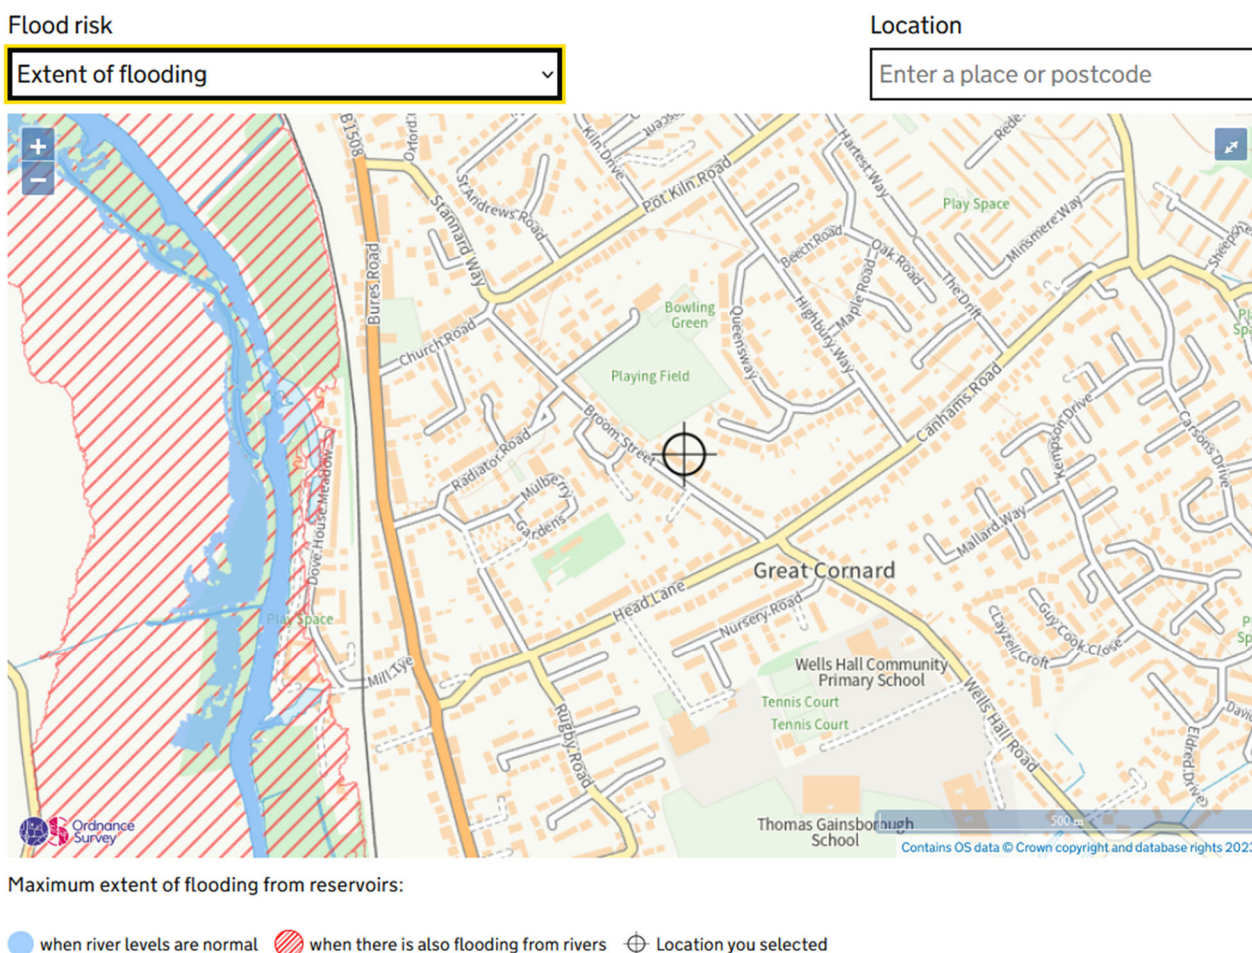 Flood risk
Location
Extent of flooding
Enter a place or postcode
+
−
B1508
Kiln Drive
Hartest Way
St Andrews Road
Pot Kiln Road
Stannard Way
Play Space
Minsmere Way
Beech Road
Oak Road
Maple Road
The Drift
Bures Road
Bowling
Green
Queensway
Highbury Way
Church Road
Playing Field
Canhams Road
Broom Street
Kempson Drive
Carsons Drive
Radiator Road
Mulberry
Gardens
Dove House Meadow
Mallard Way
Great Cornard
Head Lane
Nursery Road
Play Space
Clayzell Croft
Guy Cook Close
Mill Tye
Wells Hall Community
Primary School
Tennis Court
Tennis Court
Rugby Road
Wells Hall Road
Eldred Drive
Ordnance
Survey
Thomas Gainsborough
School
500 m
Contains OS data © Crown copyright and database rights 2023
Maximum extent of flooding from reservoirs:
when river levels are normal
when there is also flooding from rivers
Location you selected